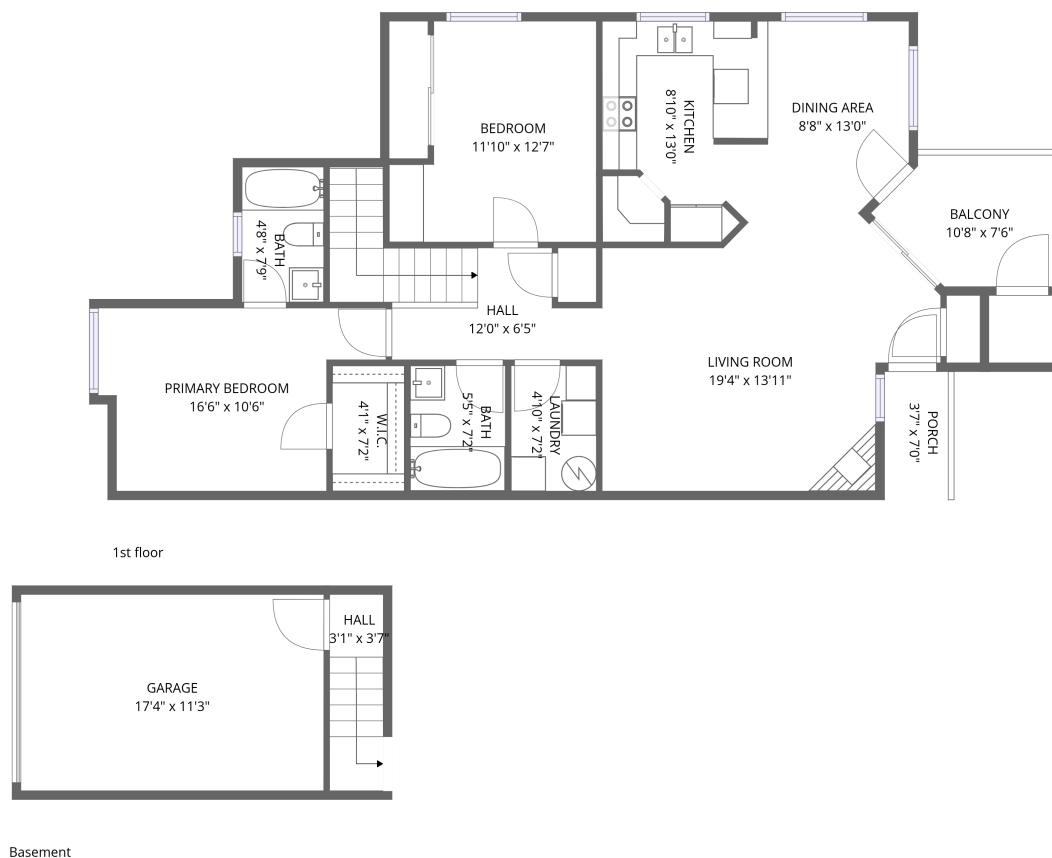 BEDROOM
11'10" x 12'7"
KITCHEN
8'10" x 13'0"
DINING AREA
8'8" x 13'0"
BALCONY
10'8" x 7'6"
BATH
4'8" x 7'9"
HALL
12'0" x 6'5"
LIVING ROOM
19'4" x 13'11"
PRIMARY BEDROOM
16'6" x 10'6"
W.I.C.
4'1" x 7'2"
BATH
5'5" x 7'2"
LAUNDRY
4'10" x 7'2"
PORCH
3'7" x 7'0"
1st floor
HALL
3'1" x 3'7"
GARAGE
17'4" x 11'3"
Basement